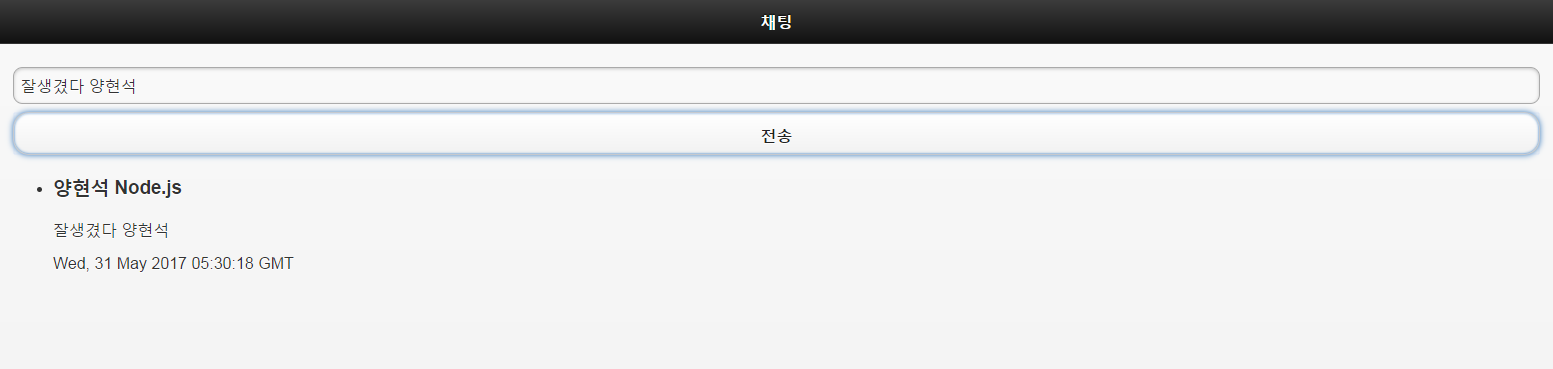 채팅
잘생겼다 양현석
전송
양현석 Node.js
잘생겼다 양현석
Wed, 31 May 2017 05:30:18 GMT